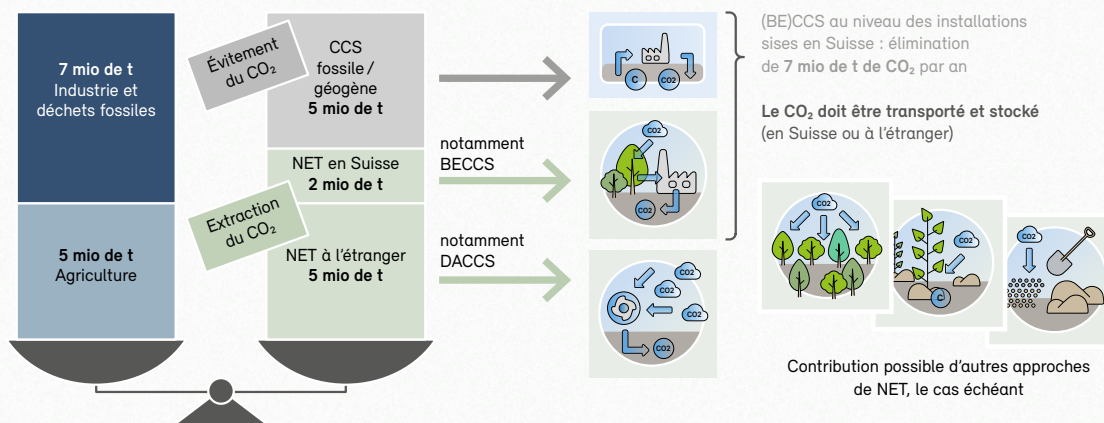 7 mio de t
Industrie et
déchets fossiles
5 mio de t
Agriculture
Évitement
du CO₂
CCS
fossile /
géogène
5 mio de t
NET en Suisse
2 mio de t
Extraction
du CO₂
NET à l'étranger
5 mio de t
notamment
BECCS
notamment
DACCS
C
CO2
CO2
CO2
CO2
CO2
CO2
CO2
(BE)CCS au niveau des installations
sises en Suisse : élimination
de 7 mio de t de CO₂ par an
Le CO₂ doit être transporté et stocké
(en Suisse ou à l'étranger)
CO2
CO2
C
CO2
Contribution possible d'autres approches
de NET, le cas échéant